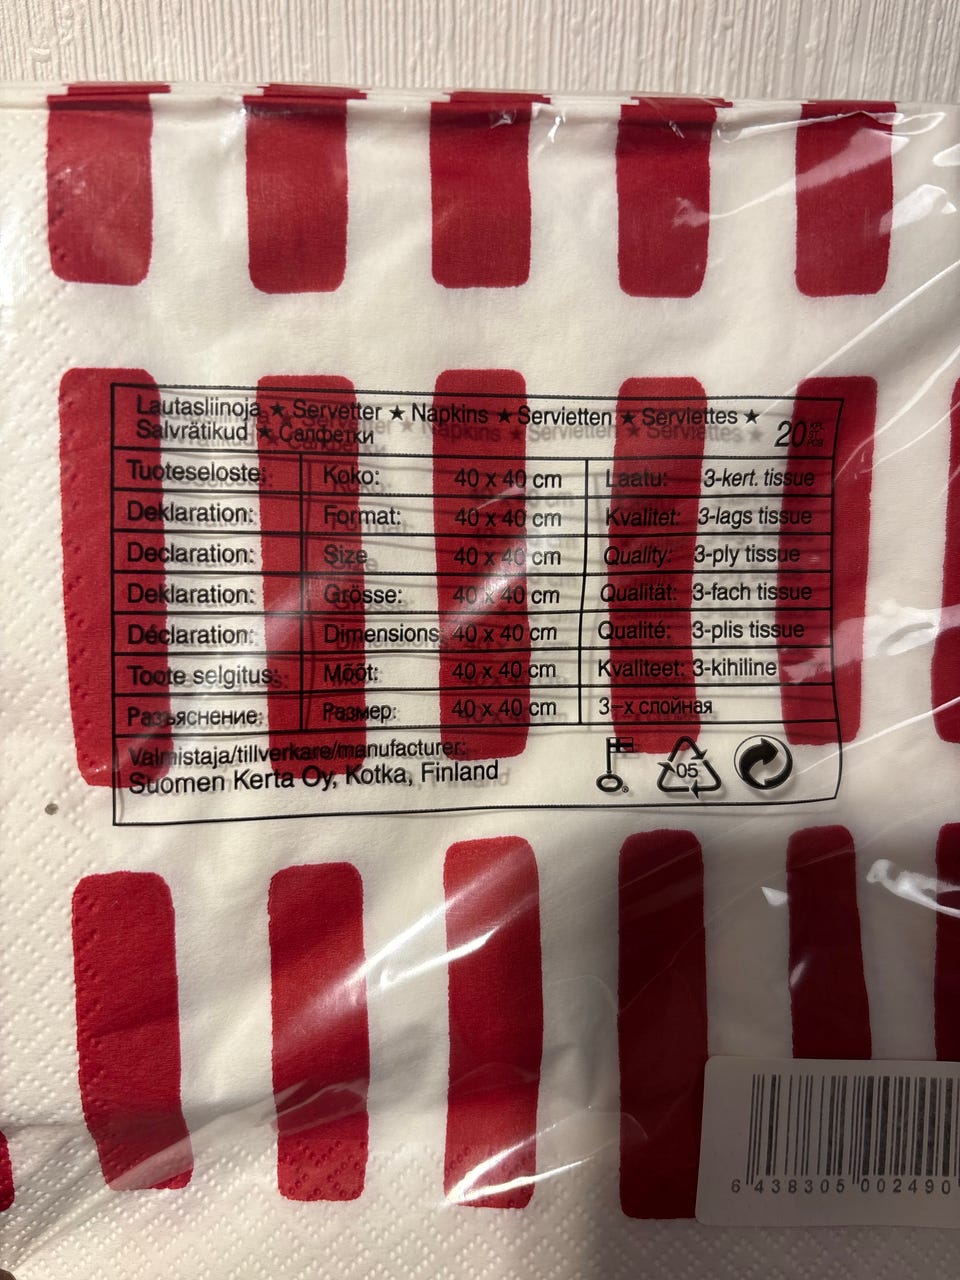 Lautasliinoja ★ Servetter ★ Napkins ★ Servietten ★ Serviettes ★
Salvrätikud ★ Салфетки
20 KPL
ST
PCS
Tuoteseloste: Koko: 40 x 40 cm Laatu: 3-kert. tissue
Deklaration: Format: 40 x 40 cm Kvalitet: 3-lags tissue
Declaration: Size 40 x 40 cm Quality: 3-ply tissue
Deklaration: Grösse: 40 x 40 cm Qualität: 3-fach tissue
Déclaration: Dimensions: 40 x 40 cm Qualité: 3-plis tissue
Toote selgitus: Mõõt: 40 x 40 cm Kvaliteet: 3-kihiline
Разъяснение: Размер: 40 x 40 cm 3-х слойная
Valmistaja/tillverkare/manufacturer:
Suomen Kerta Oy, Kotka, Finland
05
®
6 438305 002490